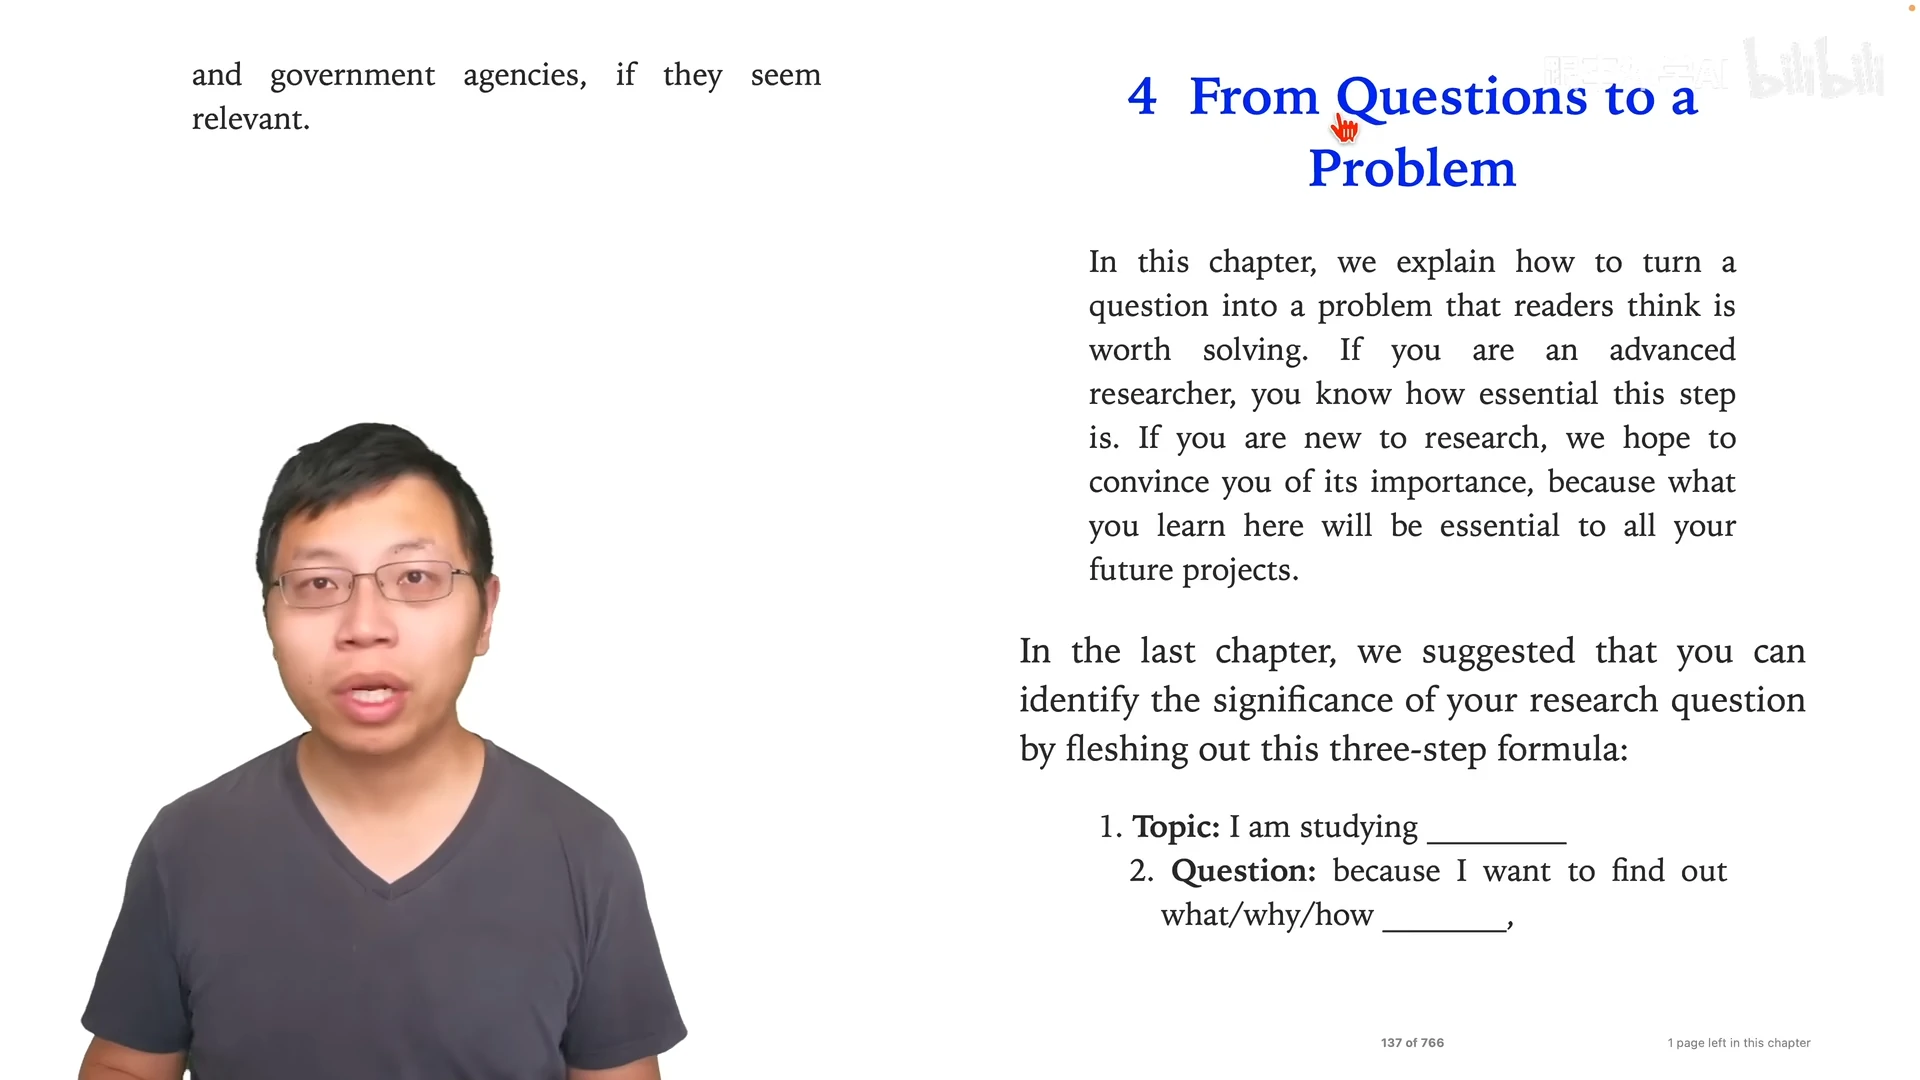 and government agencies, if they seem
relevant.
bilibili
4 From Questions to a
Problem
In this chapter, we explain how to turn a
question into a problem that readers think is
worth solving. If you are an advanced
researcher, you know how essential this step
is. If you are new to research, we hope to
convince you of its importance, because what
you learn here will be essential to all your
future projects.
In the last chapter, we suggested that you can
identify the significance of your research question
by fleshing out this three-step formula:
1. Topic: I am studying ________
2. Question: because I want to find out
what/why/how _______,
137 of 766
1 page left in this chapter